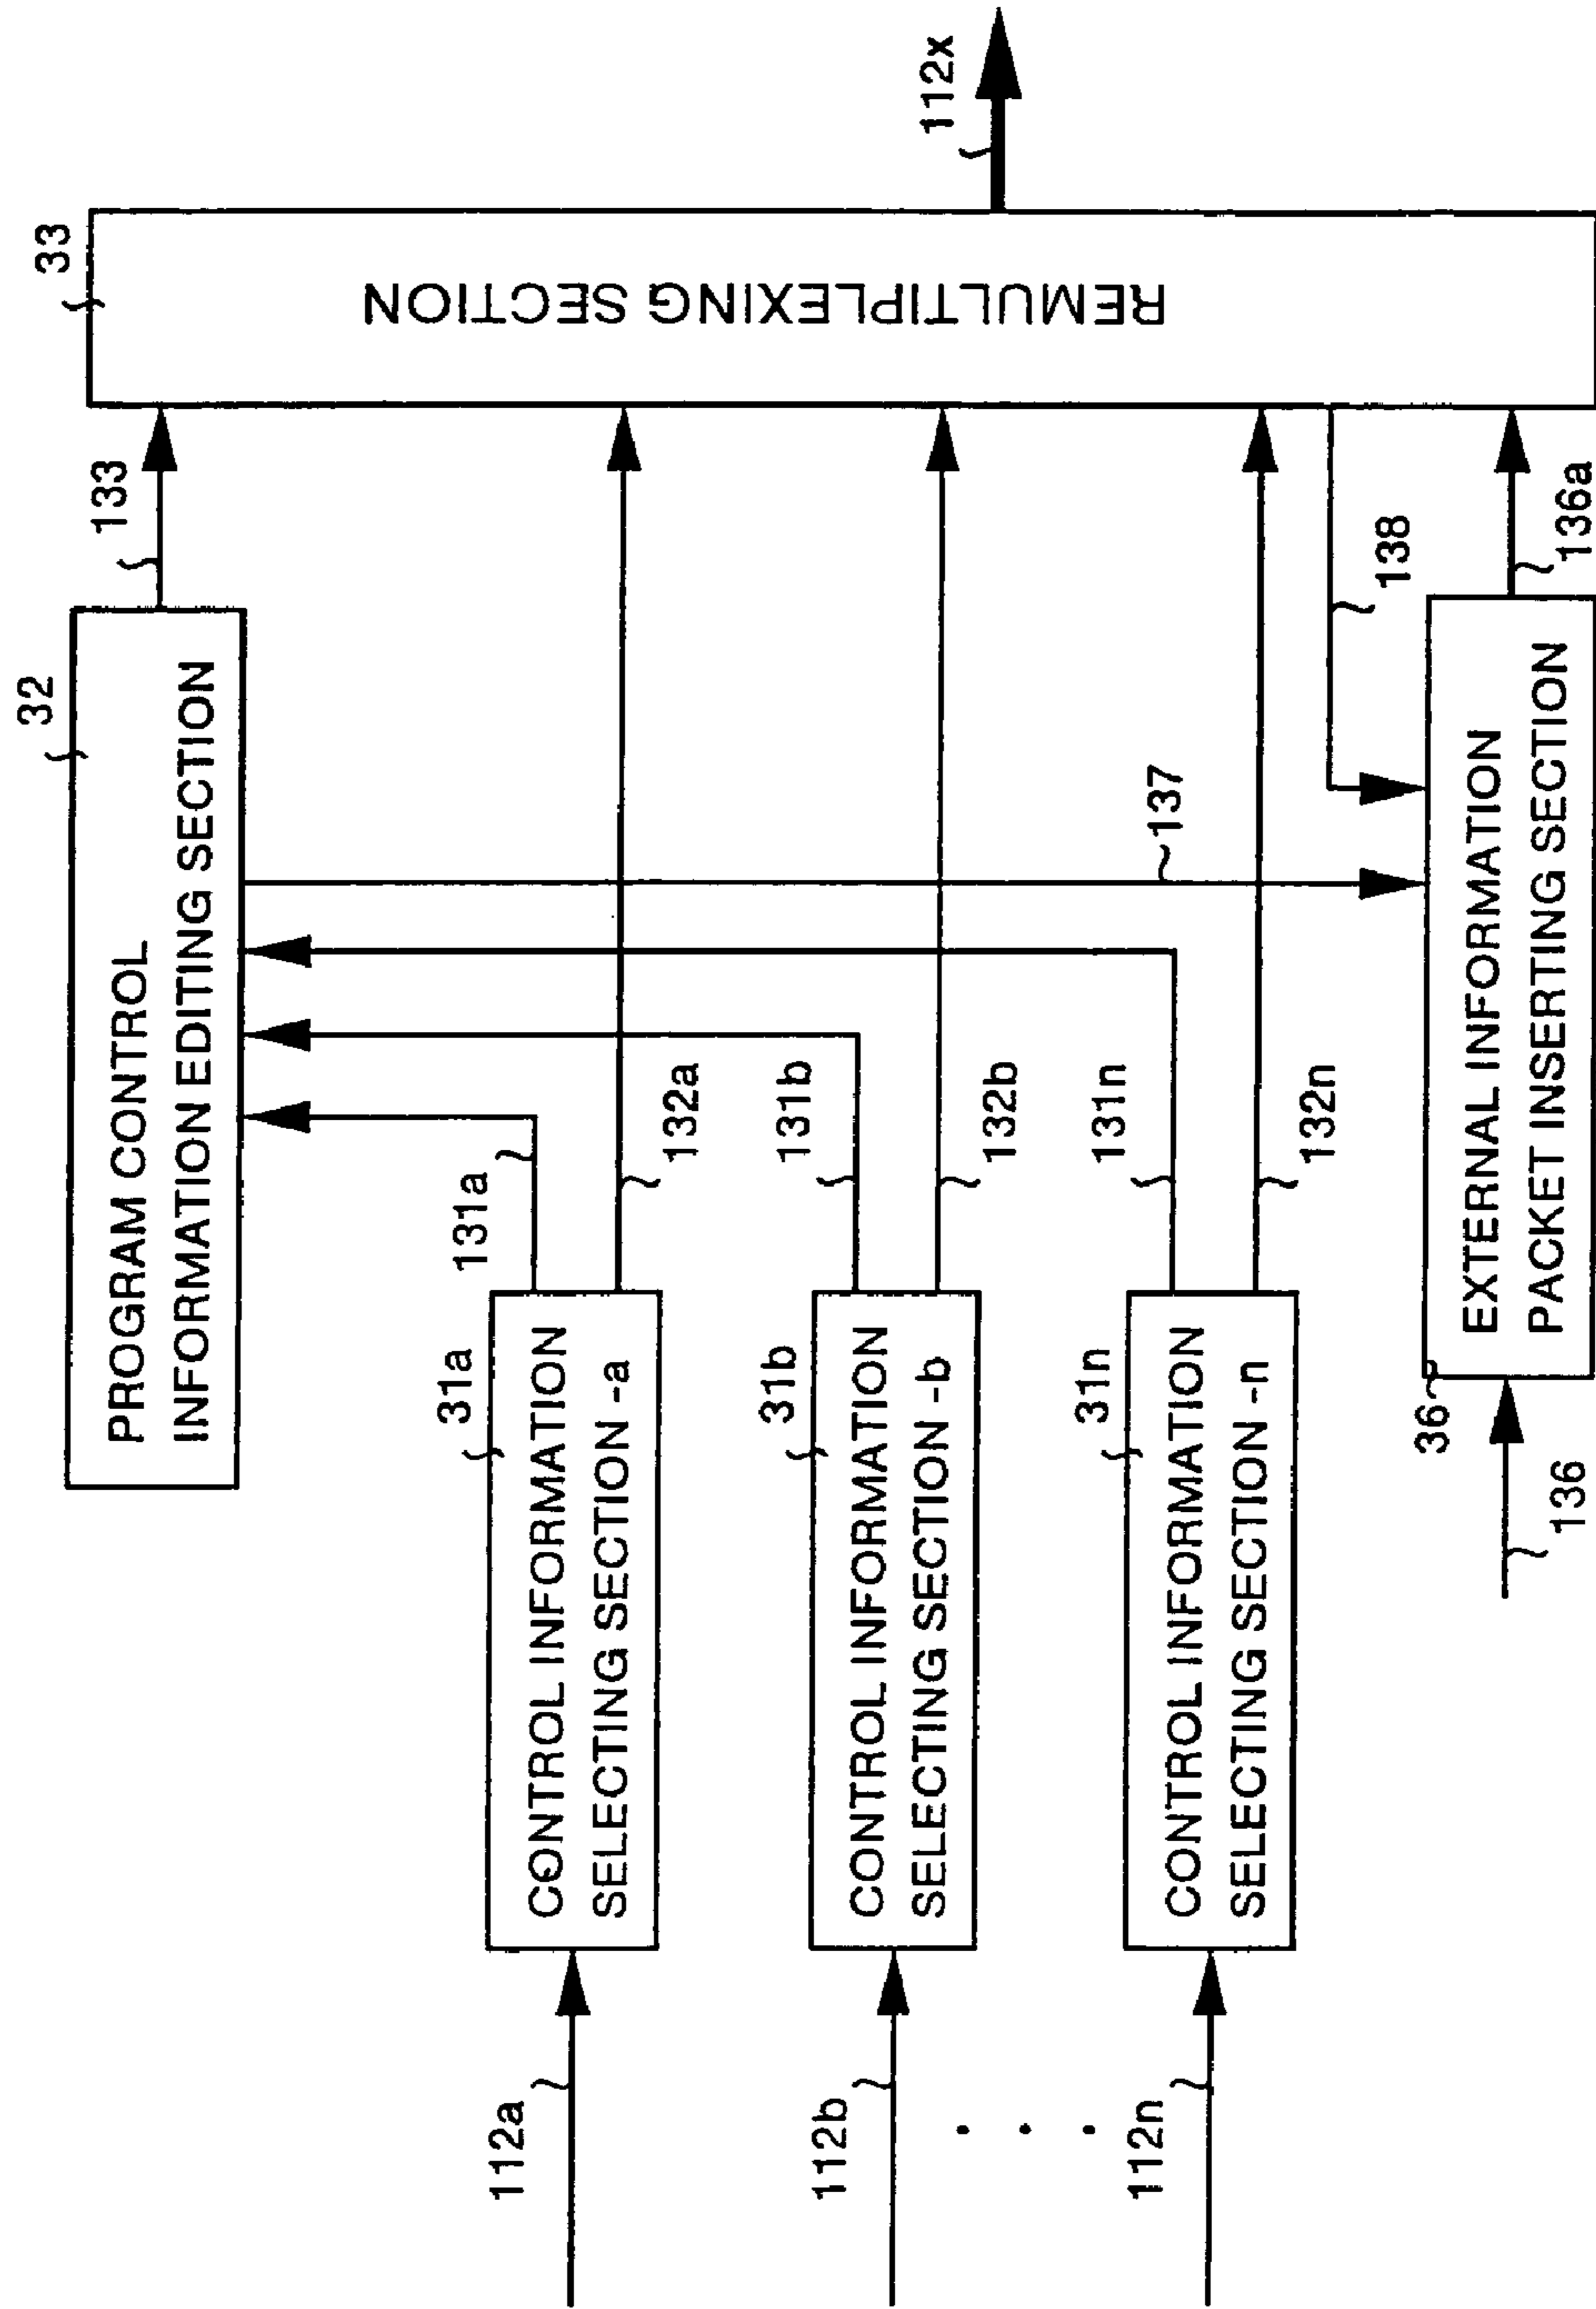 32
PROGRAM CONTROL
INFORMATION EDITING SECTION
133
33
REMULTIPLEXING SECTION
112x
112a
31a
CONTROL INFORMATION
SELECTING SECTION -a
131a
132a
112b
31b
CONTROL INFORMATION
SELECTING SECTION -b
131b
132b
. . .
112n
31n
CONTROL INFORMATION
SELECTING SECTION -n
131n
132n
137
138
136
36
EXTERNAL INFORMATION
PACKET INSERTING SECTION
136a